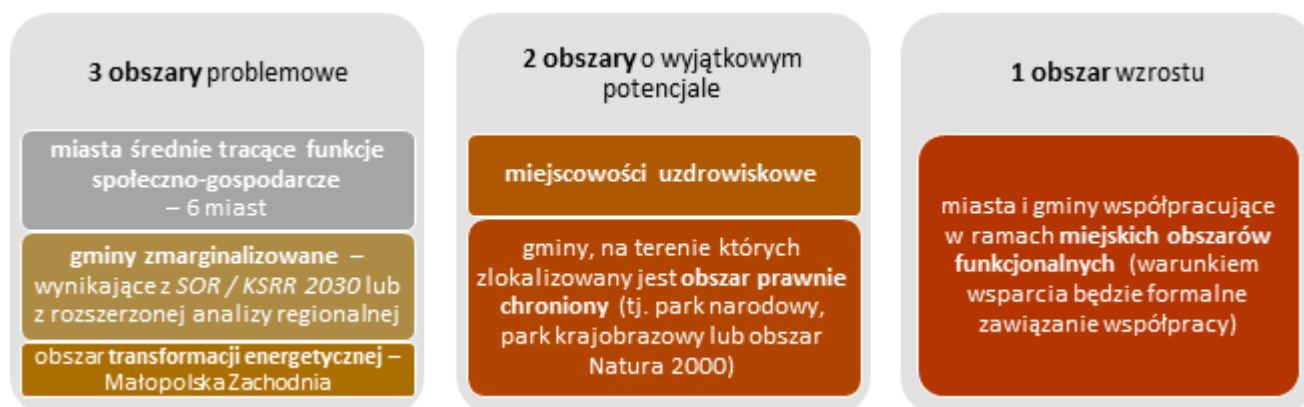 3 obszary problemowe
miasta średnie tracące funkcje
społeczno-gospodarcze
– 6 miast
gminy zmarginalizowane –
wynikające z SOR / KSRR 2030 lub
z rozszerzonej analizy regionalnej
obszar transformacji energetycznej –
Małopolska Zachodnia
2 obszary o wyjątkowym
potencjale
miejscowości uzdrowiskowe
gminy, na terenie których
zlokalizowany jest obszar prawnie
chroniony (tj. park narodowy,
park krajobrazowy lub obszar
Natura 2000)
1 obszar wzrostu
miasta i gminy współpracujące
w ramach miejskich obszarów
funkcjonalnych (warunkiem
wsparcia będzie formalne
zawiązanie współpracy)